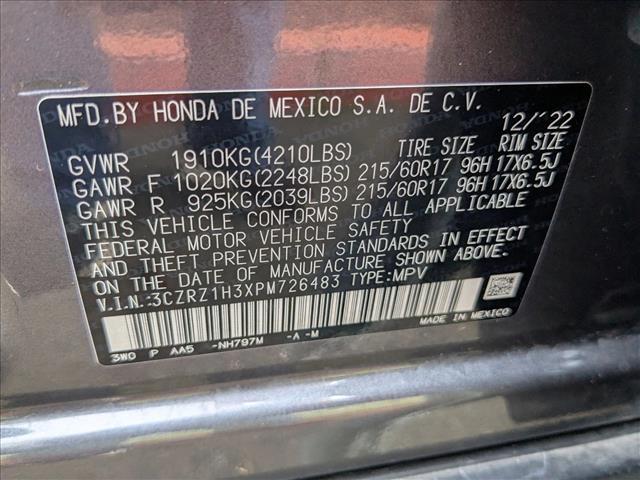 MFD. BY HONDA DE MEXICO S.A. DE C.V. 12/'22
TIRE SIZE RIM SIZE
GVWR 1910KG(4210LBS)
GAWR F 1020KG(2248LBS) 215/60R17 96H 17X6.5J
GAWR R 925KG(2039LBS) 215/60R17 96H 17X6.5J
THIS VEHICLE CONFORMS TO ALL APPLICABLE
FEDERAL MOTOR VEHICLE SAFETY
AND THEFT PREVENTION STANDARDS IN EFFECT
ON THE DATE OF MANUFACTURE SHOWN ABOVE.
V.I.N.:3CZRZ1H3XPM726483 TYPE:MPV
MADE IN MEXICO
3W0 P AA5 -NH797M -A -M